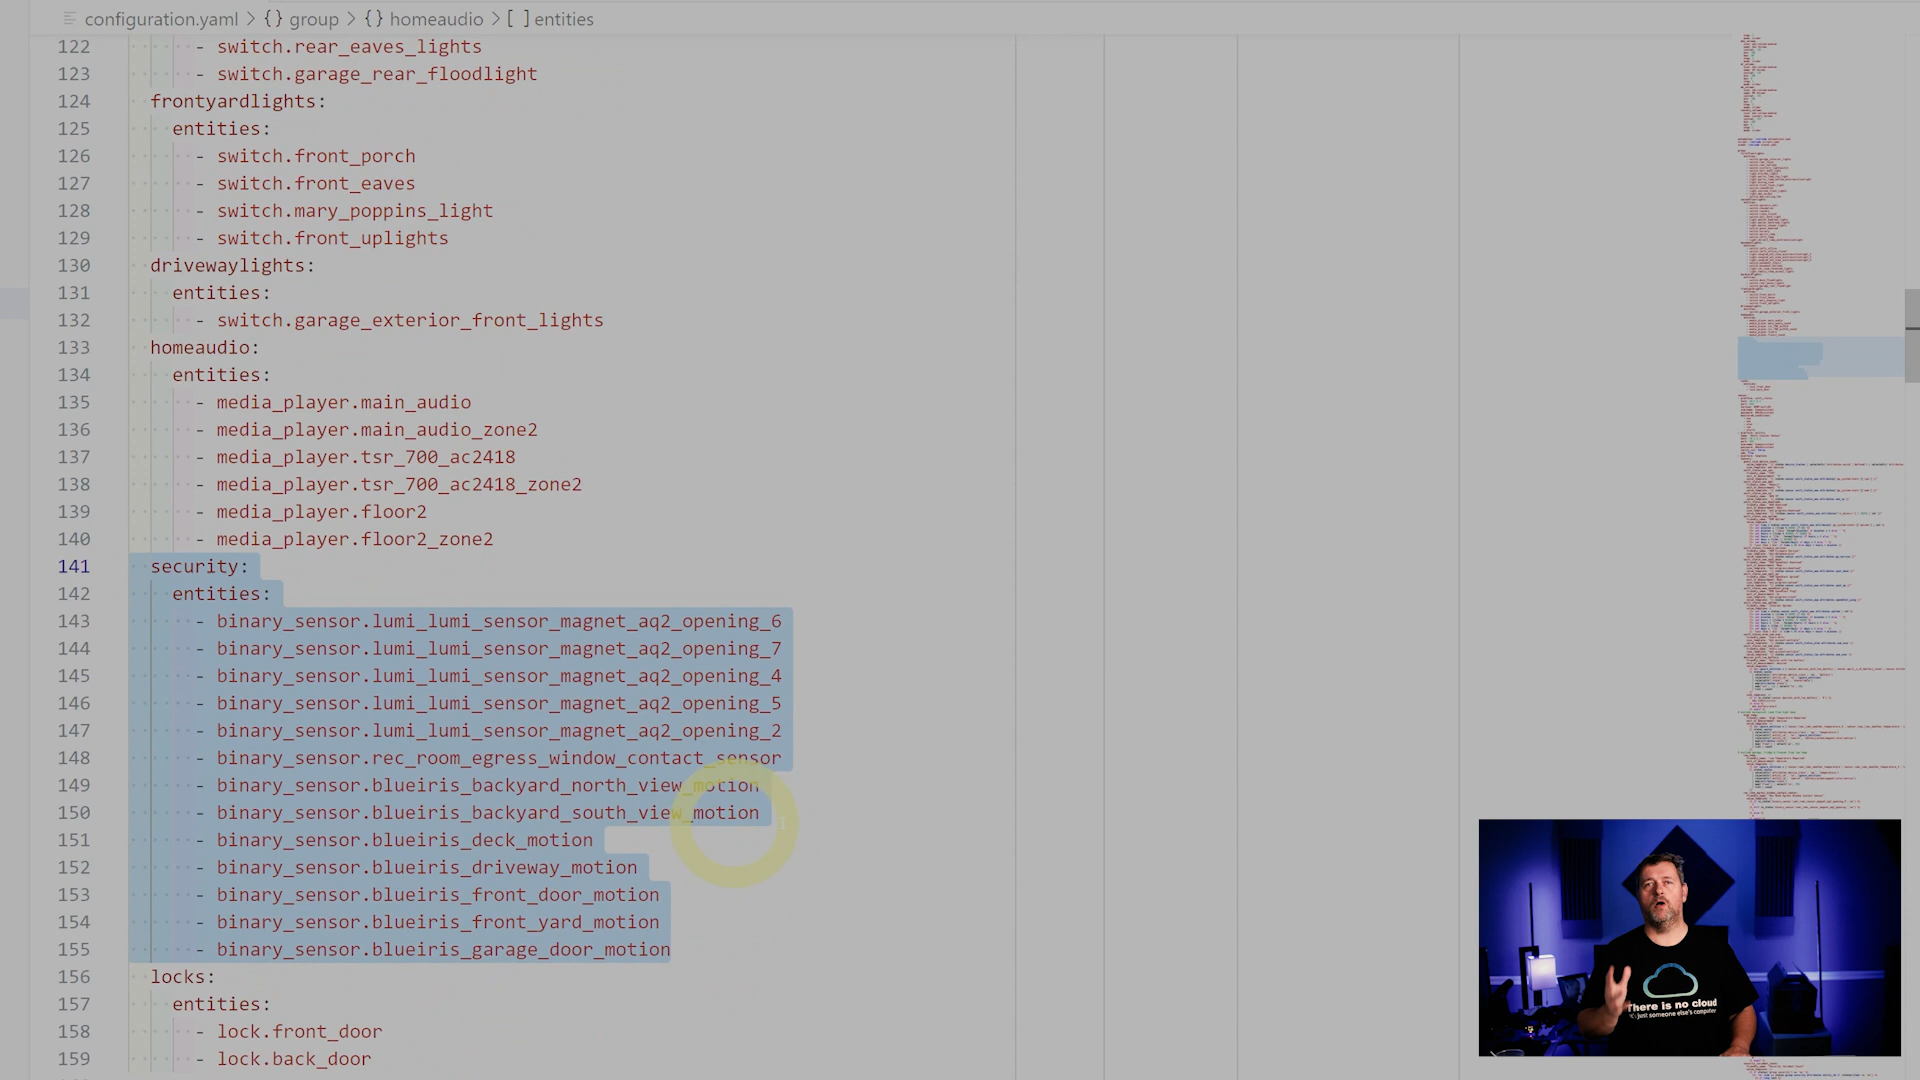 configuration.yaml > {} group > {} homeaudio > [ ] entities
122 - switch.rear_eaves_lights
123 - switch.garage_rear_floodlight
124 frontyardlights:
125 entities:
126 - switch.front_porch
127 - switch.front_eaves
128 - switch.mary_poppins_light
129 - switch.front_uplights
130 drivewaylights:
131 entities:
132 - switch.garage_exterior_front_lights
133 homeaudio:
134 entities:
135 - media_player.main_audio
136 - media_player.main_audio_zone2
137 - media_player.tsr_700_ac2418
138 - media_player.tsr_700_ac2418_zone2
139 - media_player.floor2
140 - media_player.floor2_zone2
141 security:
142 entities:
143 - binary_sensor.lumi_lumi_sensor_magnet_aq2_opening_6
144 - binary_sensor.lumi_lumi_sensor_magnet_aq2_opening_7
145 - binary_sensor.lumi_lumi_sensor_magnet_aq2_opening_4
146 - binary_sensor.lumi_lumi_sensor_magnet_aq2_opening_5
147 - binary_sensor.lumi_lumi_sensor_magnet_aq2_opening_2
148 - binary_sensor.rec_room_egress_window_contact_sensor
149 - binary_sensor.blueiris_backyard_north_view_motion
150 - binary_sensor.blueiris_backyard_south_view_motion
151 - binary_sensor.blueiris_deck_motion
152 - binary_sensor.blueiris_driveway_motion
153 - binary_sensor.blueiris_front_door_motion
154 - binary_sensor.blueiris_front_yard_motion
155 - binary_sensor.blueiris_garage_door_motion
156 locks:
157 entities:
158 - lock.front_door
159 - lock.back_door
There is no cloud
just someone else's computer